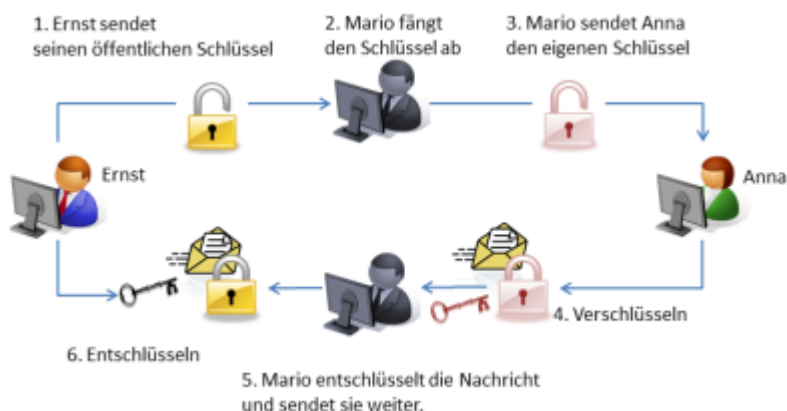 1. Ernst sendet
seinen öffentlichen Schlüssel
2. Mario fängt
den Schlüssel ab
3. Mario sendet Anna
den eigenen Schlüssel
Ernst
Anna
4. Verschlüsseln
6. Entschlüsseln
5. Mario entschlüsselt die Nachricht
und sendet sie weiter.